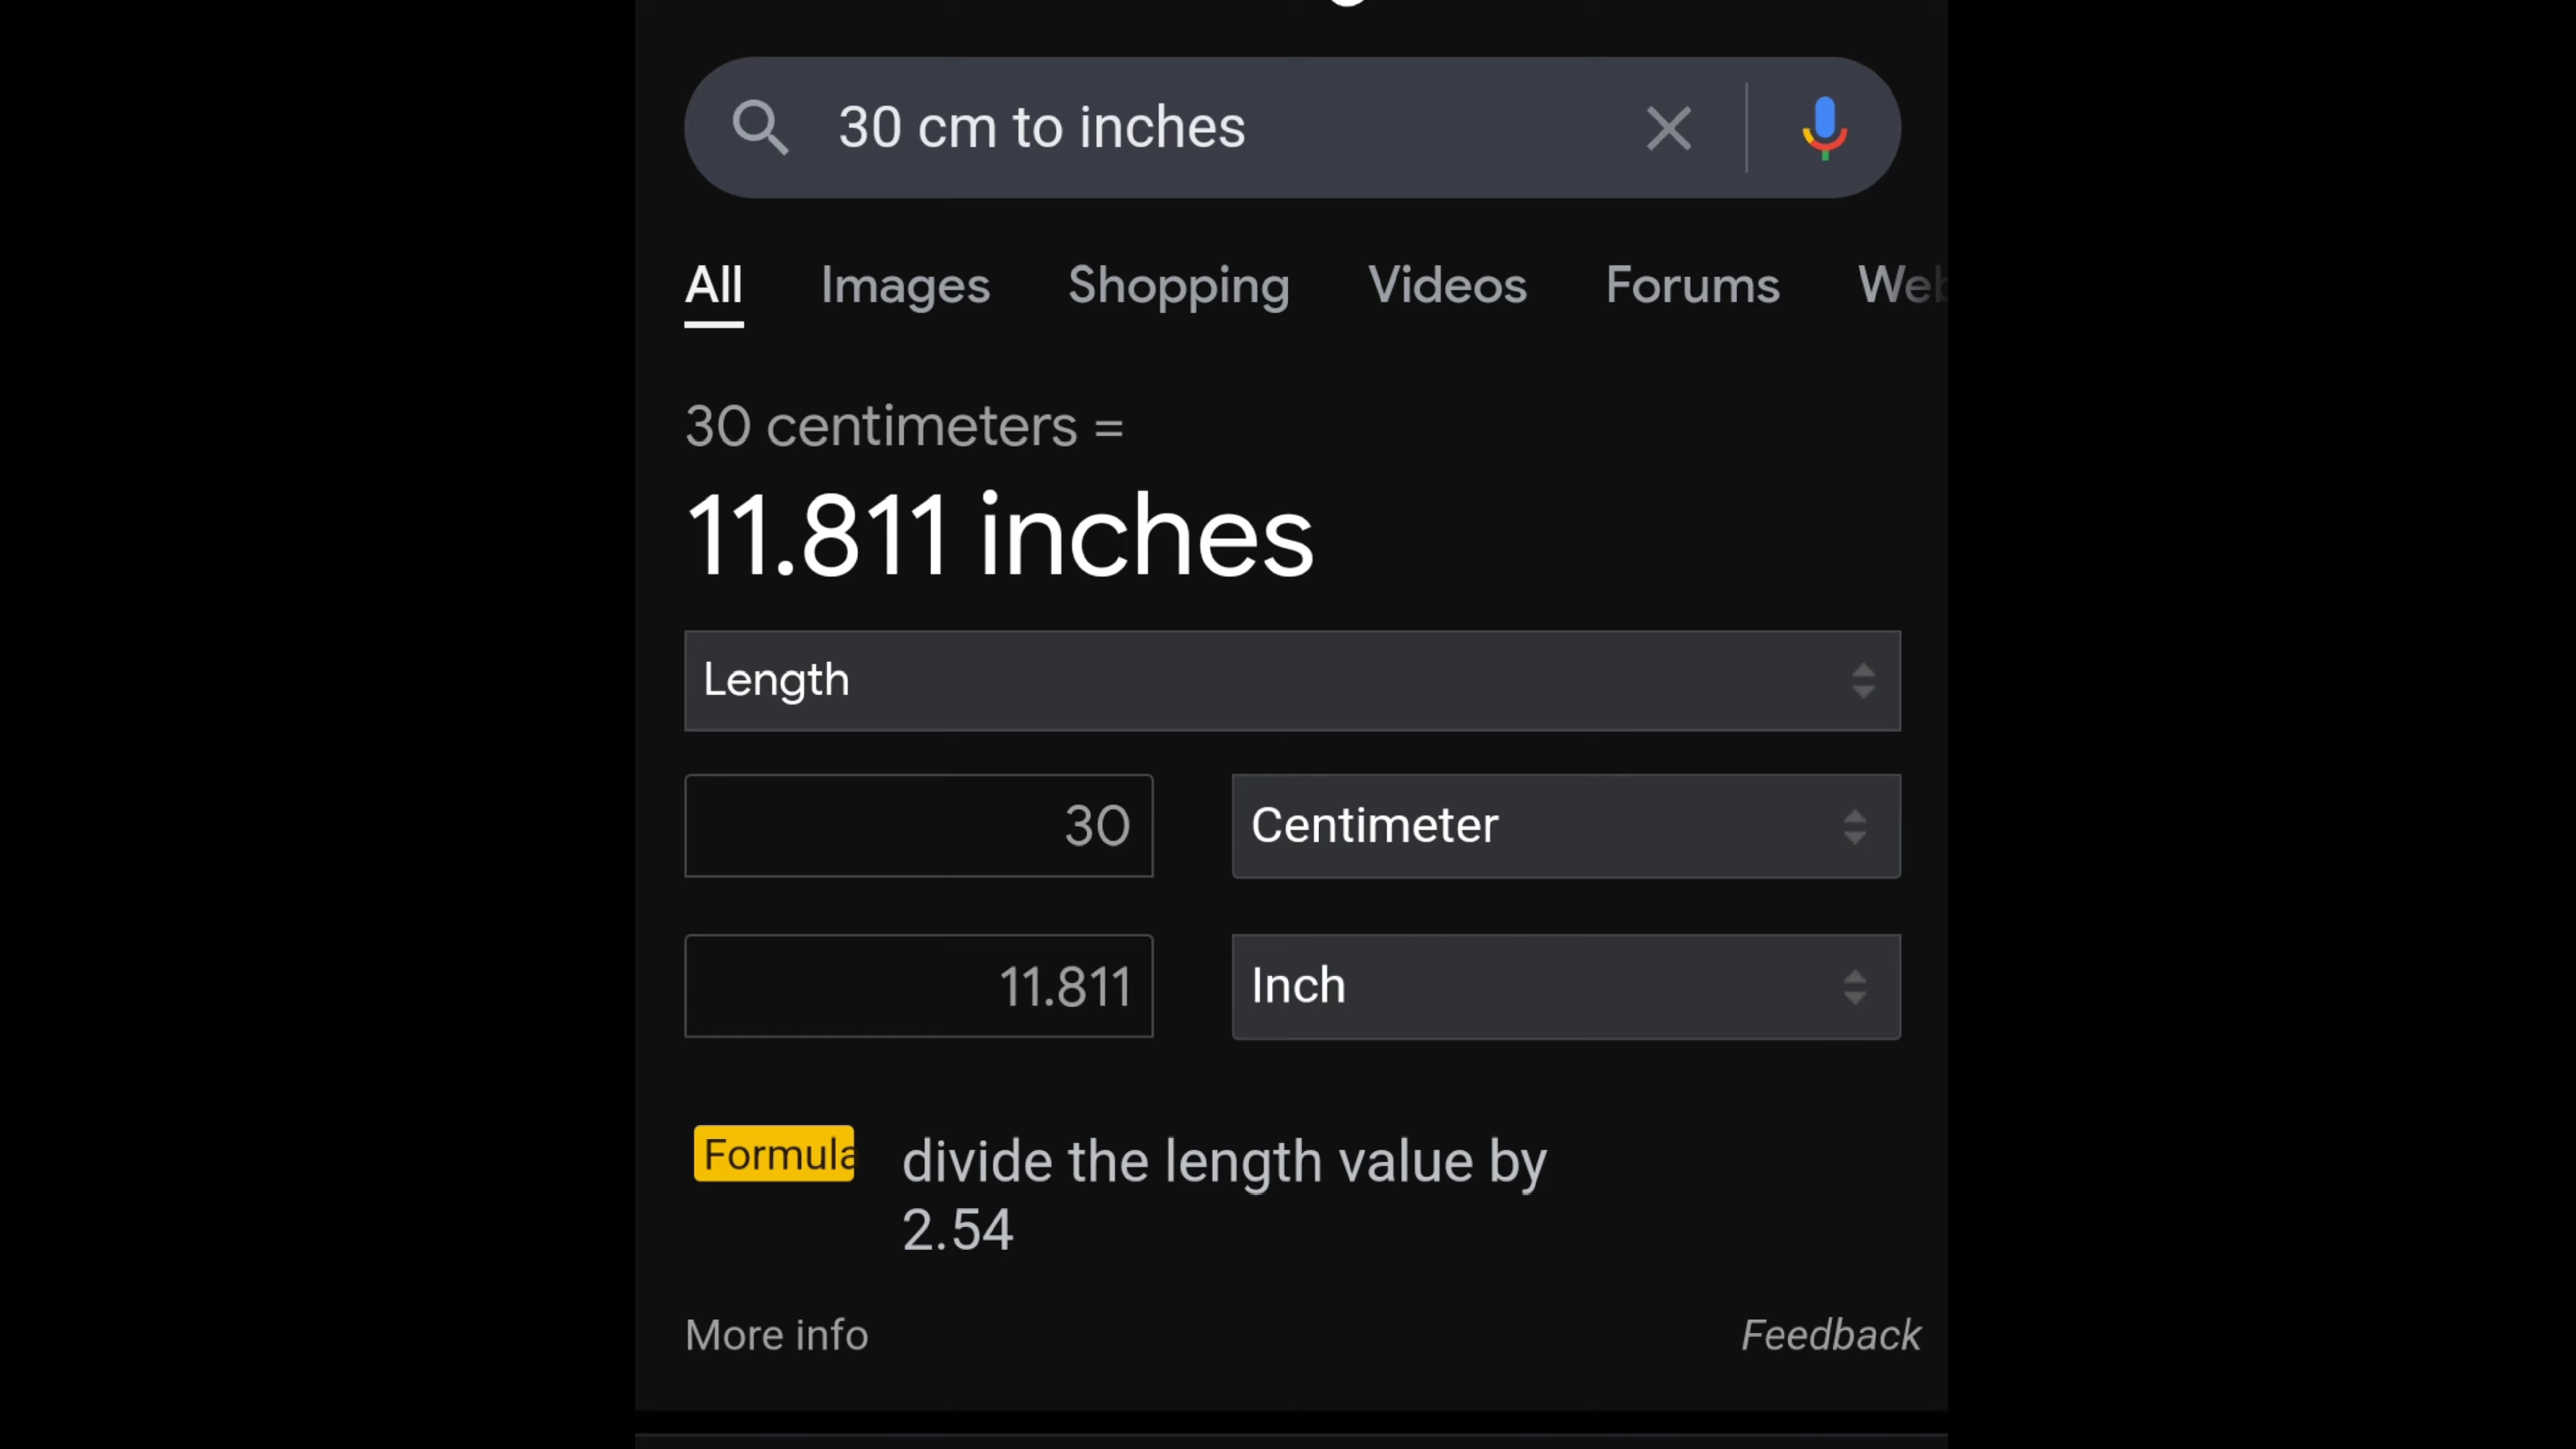 30 cm to inches
All Images Shopping Videos Forums Web
30 centimeters =
11.811 inches
Length
30 Centimeter
11.811 Inch
Formula divide the length value by
2.54
More info Feedback